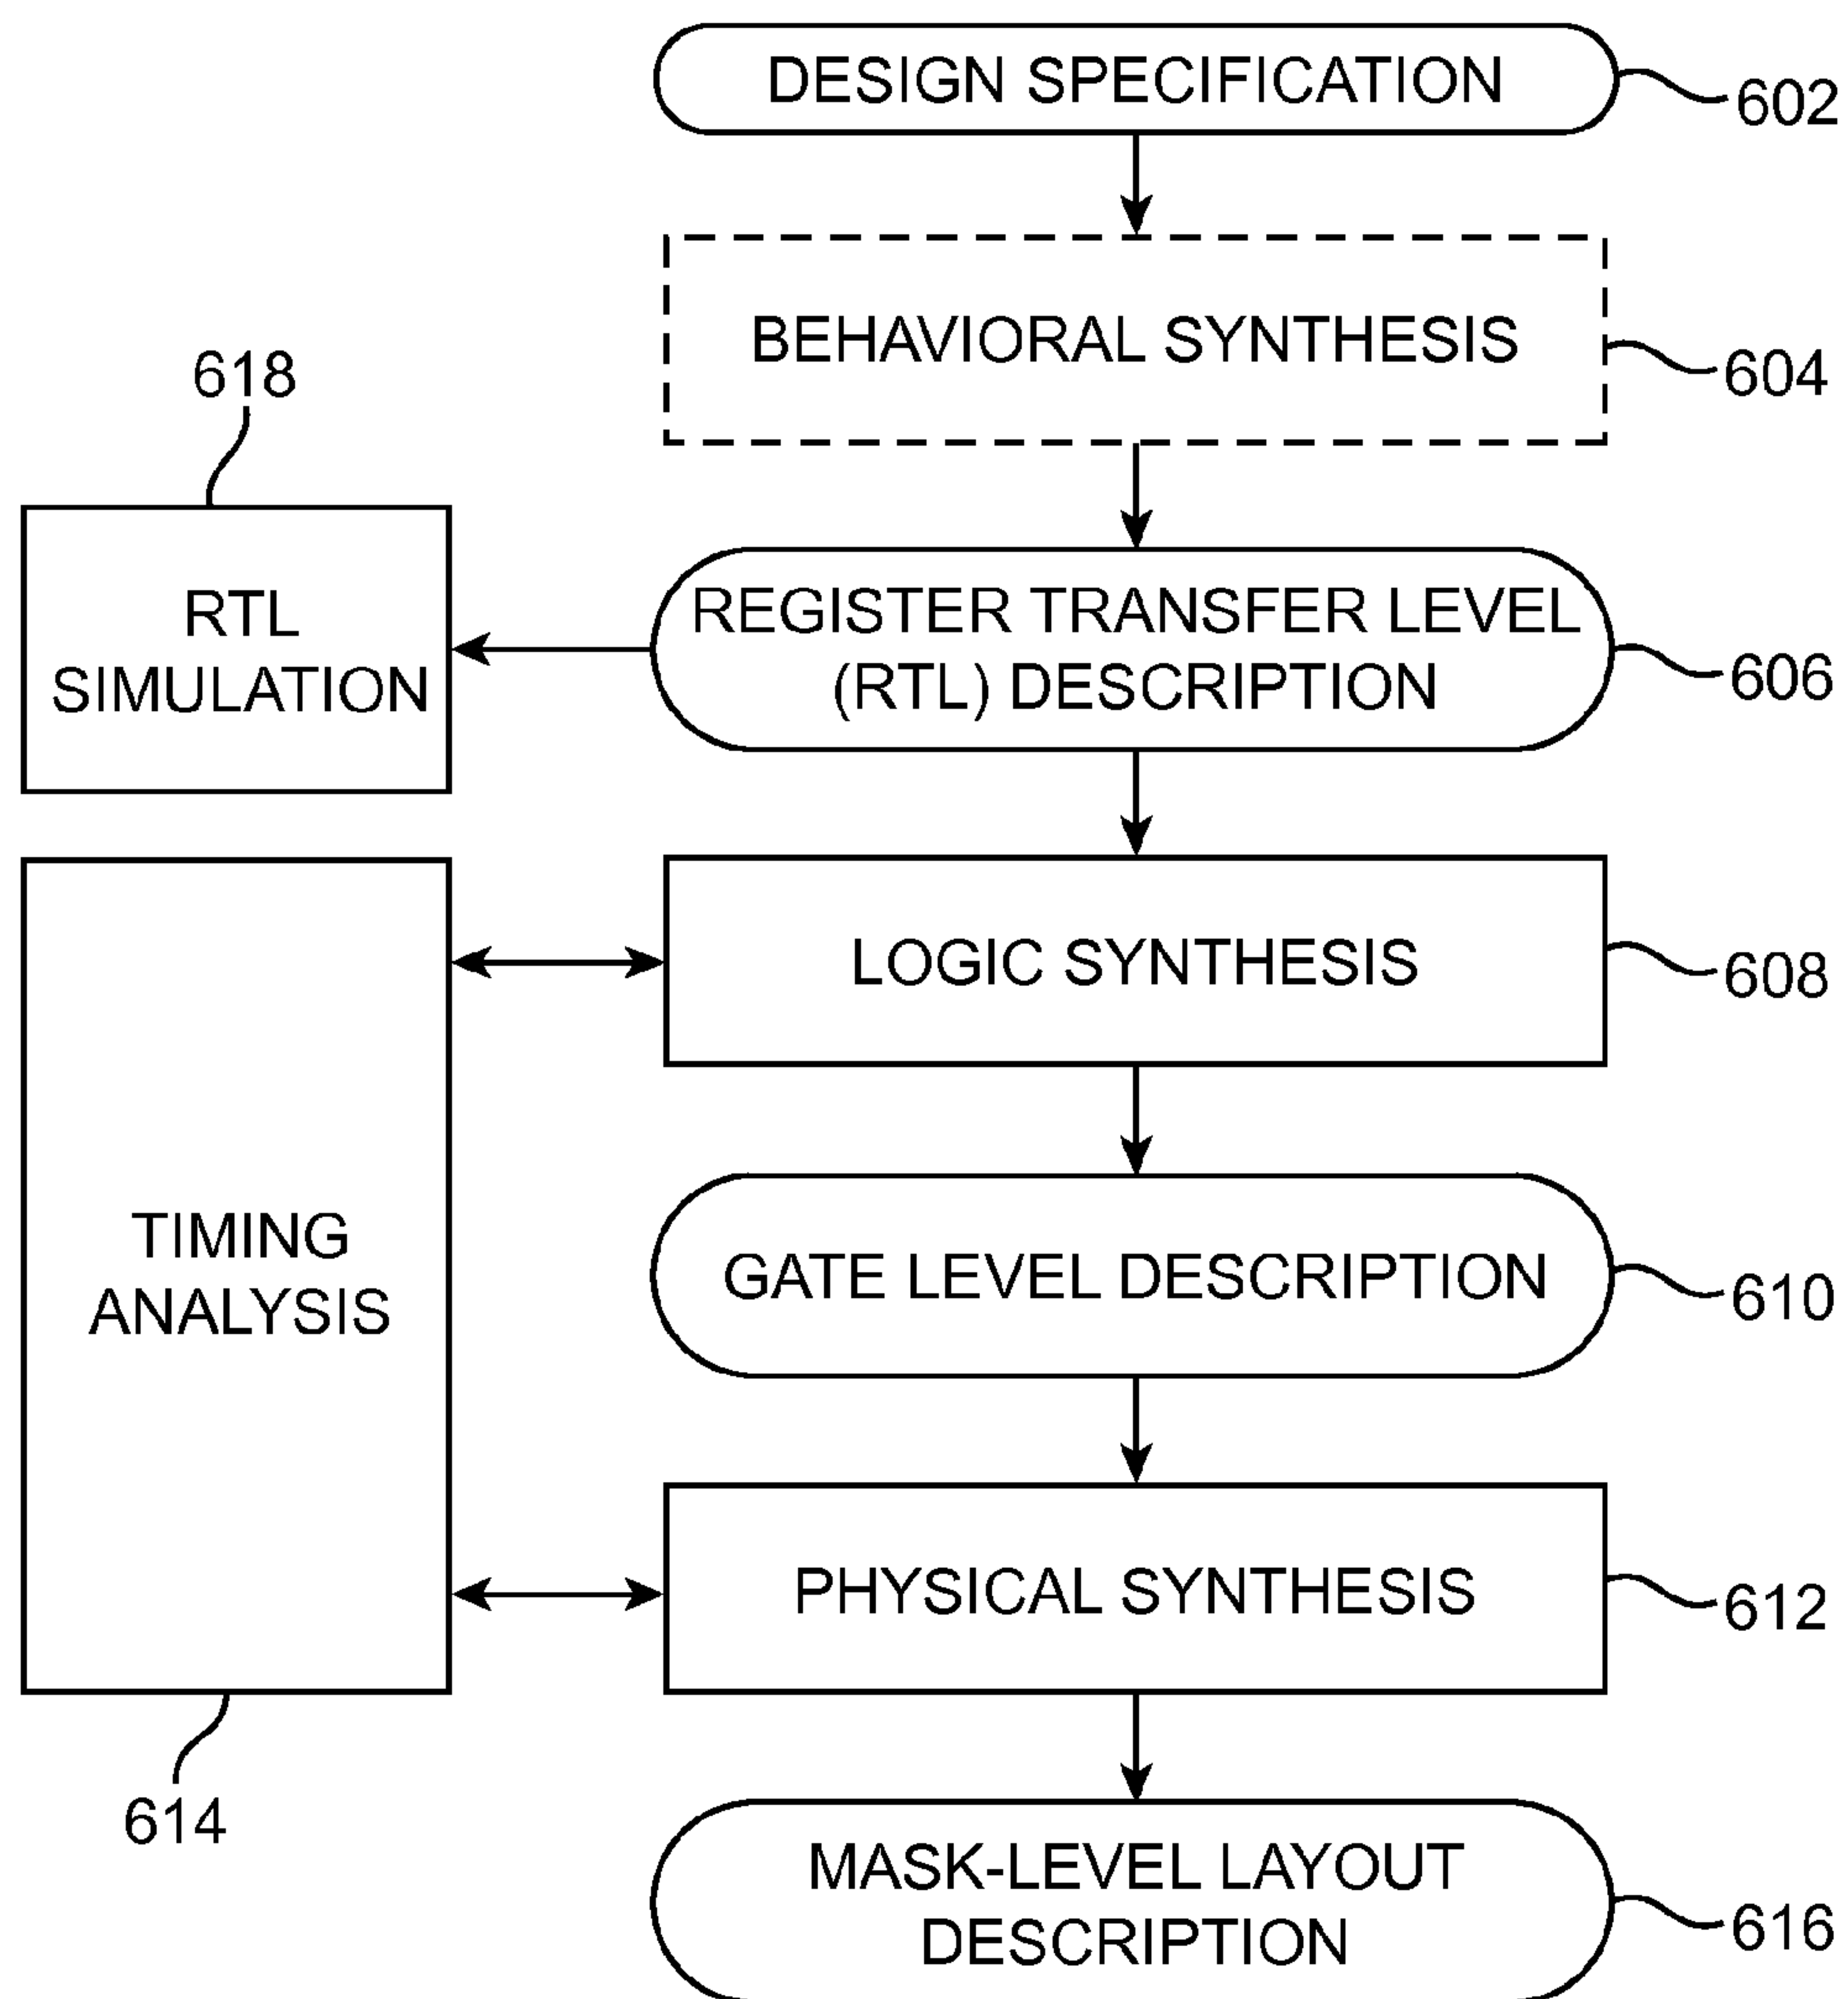 DESIGN SPECIFICATION
602
BEHAVIORAL SYNTHESIS
604
618
RTL
SIMULATION
REGISTER TRANSFER LEVEL
(RTL) DESCRIPTION
606
LOGIC SYNTHESIS
608
TIMING
ANALYSIS
GATE LEVEL DESCRIPTION
610
PHYSICAL SYNTHESIS
612
614
MASK-LEVEL LAYOUT
DESCRIPTION
616